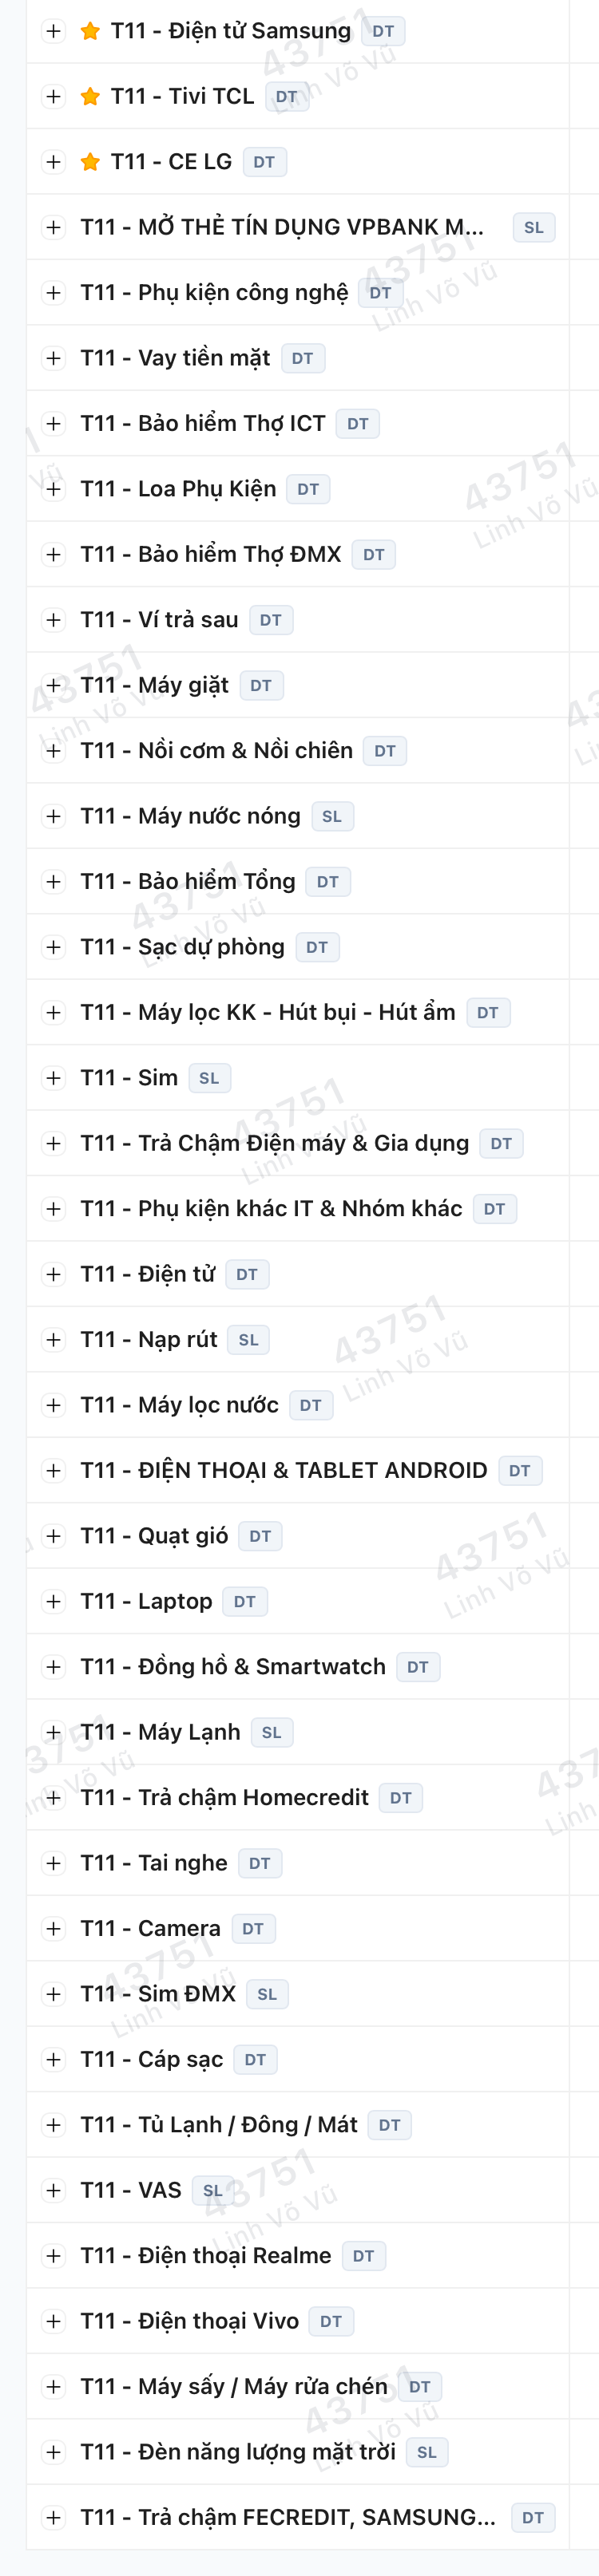 T11 - Điện tử Samsung DT
T11 - Tivi TCL DT
T11 - CE LG DT
T11 - MỞ THẺ TÍN DỤNG VPBANK M... SL
T11 - Phụ kiện công nghệ DT
T11 - Vay tiền mặt DT
T11 - Bảo hiểm Thợ ICT DT
T11 - Loa Phụ Kiện DT
T11 - Bảo hiểm Thợ ĐMX DT
T11 - Ví trả sau DT
T11 - Máy giặt DT
T11 - Nồi cơm & Nồi chiên DT
T11 - Máy nước nóng SL
T11 - Bảo hiểm Tổng DT
T11 - Sạc dự phòng DT
T11 - Máy lọc KK - Hút bụi - Hút ẩm DT
T11 - Sim SL
T11 - Trả Chậm Điện máy & Gia dụng DT
T11 - Phụ kiện khác IT & Nhóm khác DT
T11 - Điện tử DT
T11 - Nạp rút SL
T11 - Máy lọc nước DT
T11 - ĐIỆN THOẠI & TABLET ANDROID DT
T11 - Quạt gió DT
T11 - Laptop DT
T11 - Đồng hồ & Smartwatch DT
T11 - Máy Lạnh SL
T11 - Trả chậm Homecredit DT
T11 - Tai nghe DT
T11 - Camera DT
T11 - Sim ĐMX SL
T11 - Cáp sạc DT
T11 - Tủ Lạnh / Đông / Mát DT
T11 - VAS SL
T11 - Điện thoại Realme DT
T11 - Điện thoại Vivo DT
T11 - Máy sấy / Máy rửa chén DT
T11 - Đèn năng lượng mặt trời SL
T11 - Trả chậm FECREDIT, SAMSUNG... DT
43751
Linh Võ Vũ